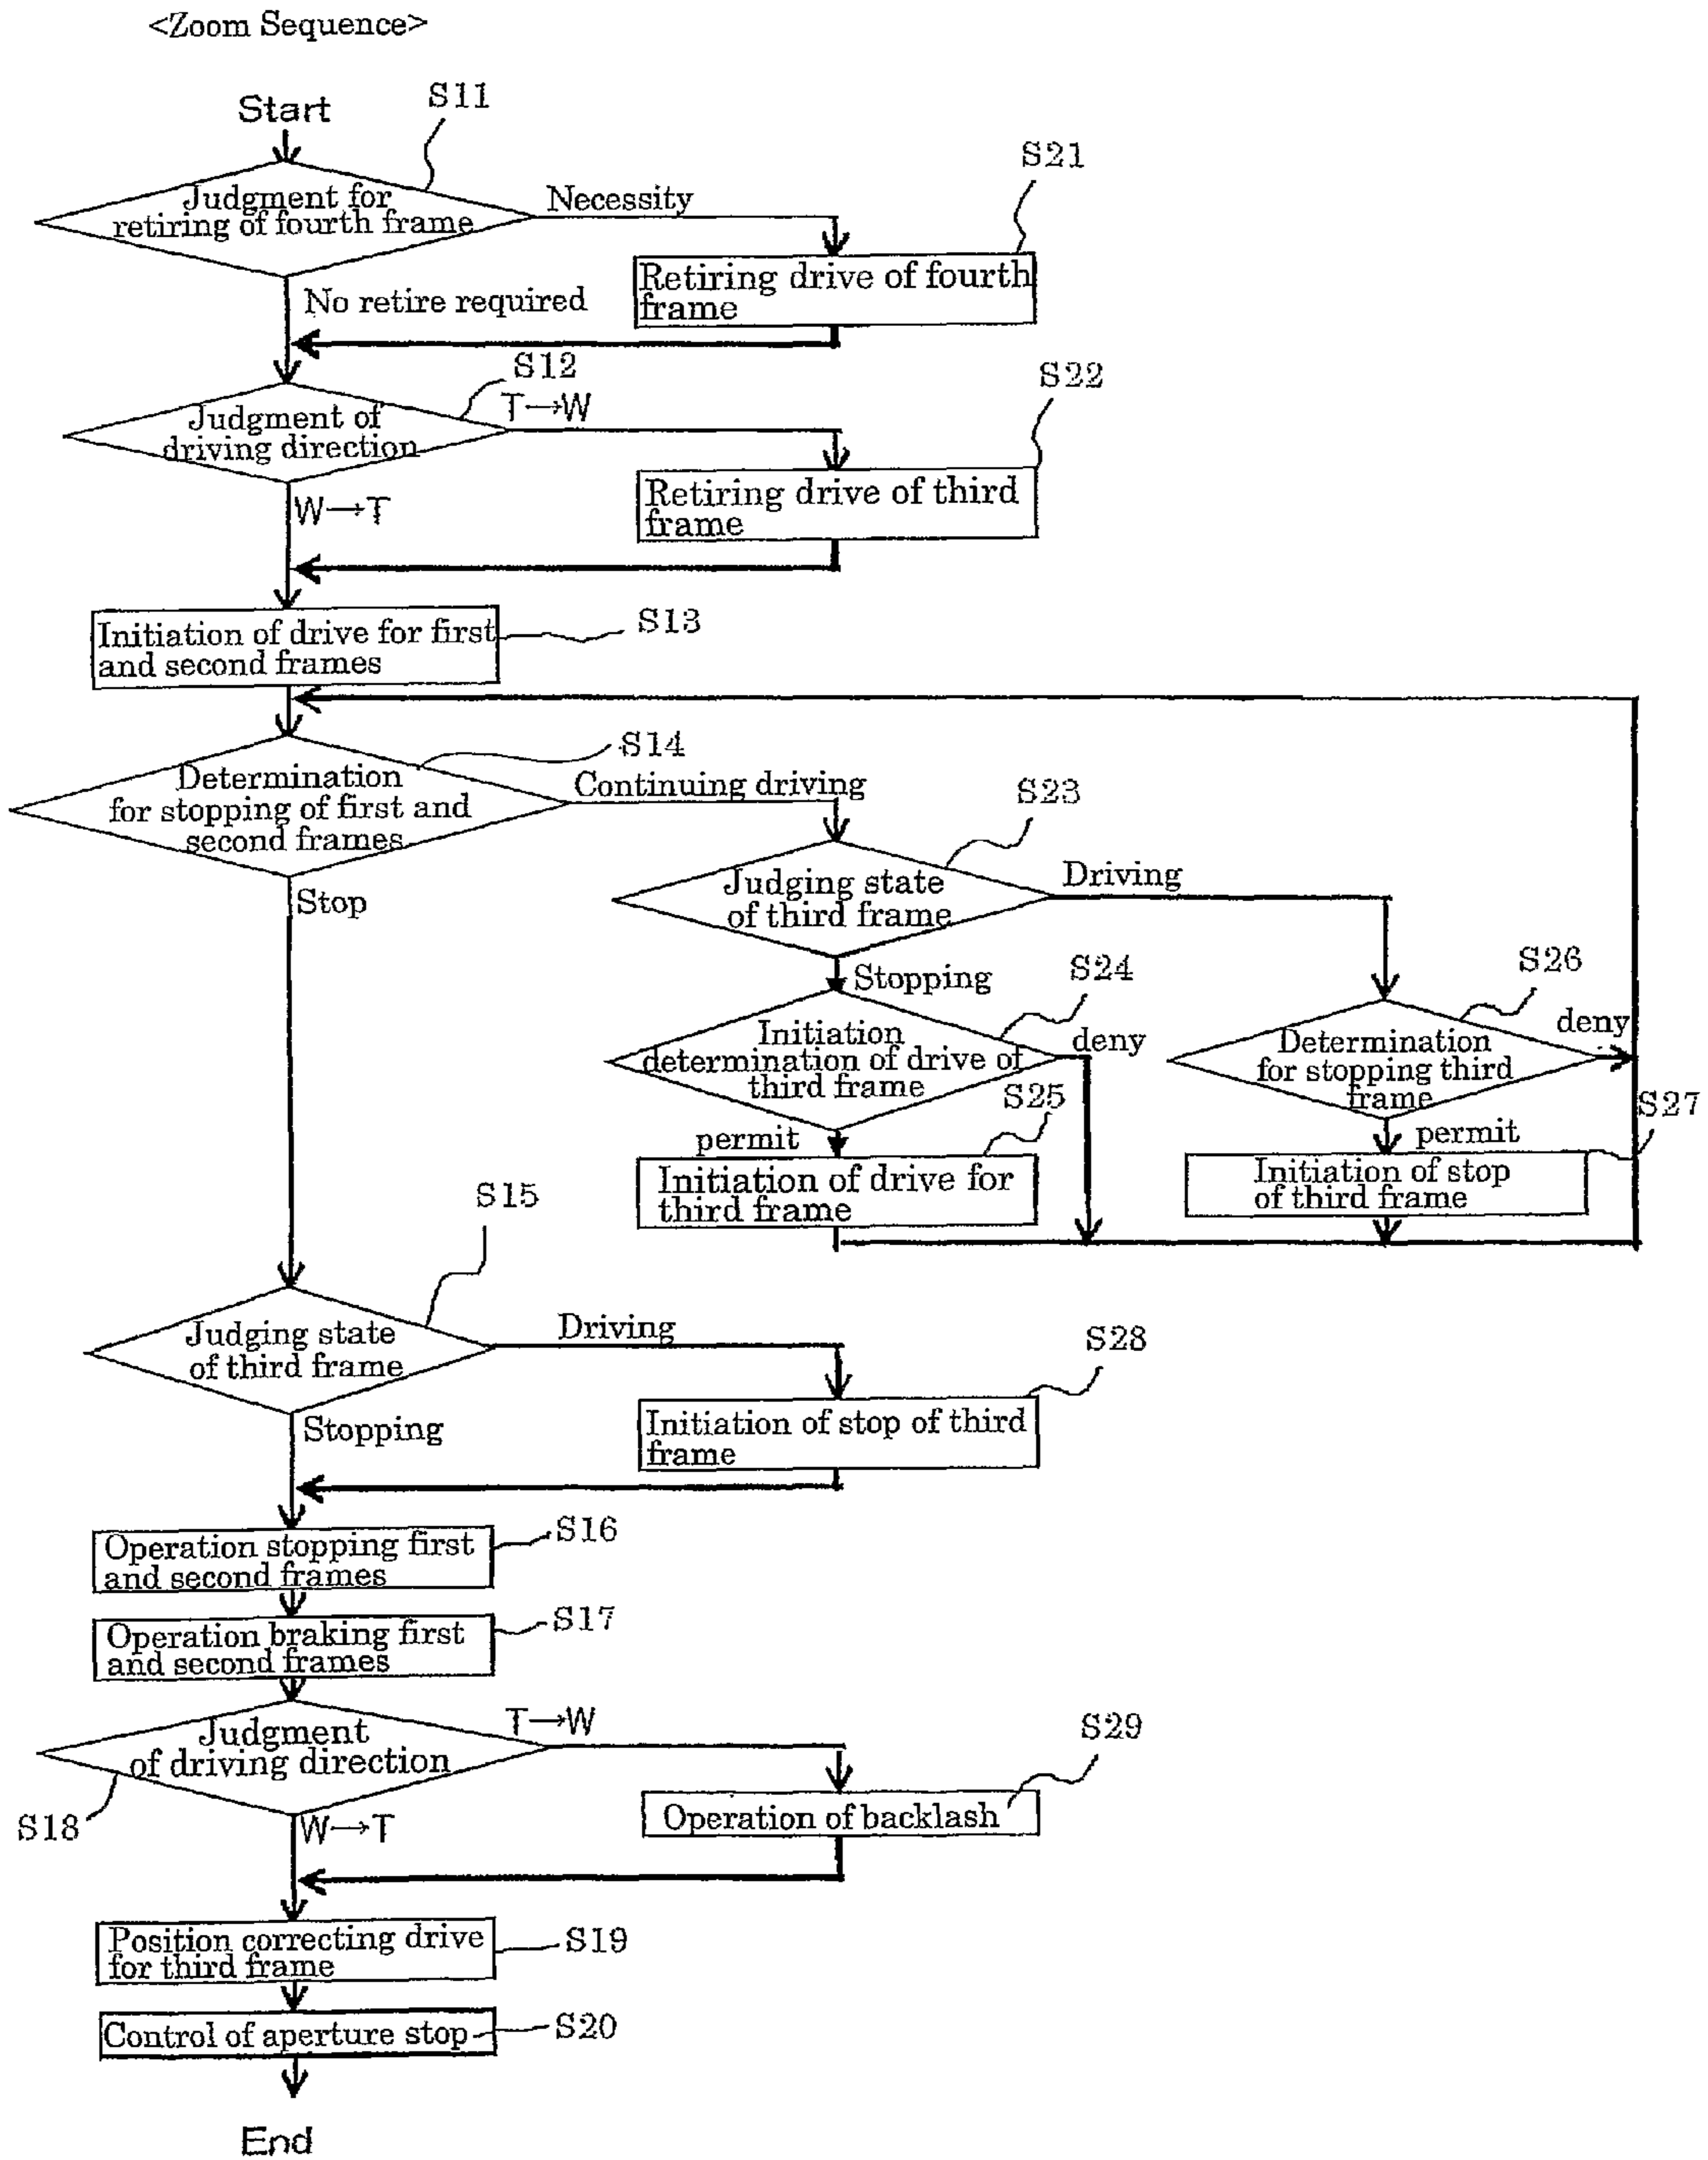 <Zoom Sequence>
Start
S11
Judgment for
retiring of fourth frame
Necessity
S21
Retiring drive of fourth
frame
No retire required
S12
Judgment of
driving direction
T→W
S22
Retiring drive of third
frame
W→T
Initiation of drive for first
and second frames
S13
S14
Determination
for stopping of first and
second frames
Continuing driving
S23
Judging state
of third frame
Driving
Stop
Stopping
S24
Initiation
determination of drive of
third frame
deny
S26
Determination
for stopping third
frame
deny
S25
permit
Initiation of drive for
third frame
S27
permit
Initiation of stop
of third frame
S15
Judging state
of third frame
Driving
S28
Initiation of stop of third
frame
Stopping
Operation stopping first
and second frames
S16
Operation braking first
and second frames
S17
Judgment
of driving direction
T→W
S29
S18
W→T
Operation of backlash
Position correcting drive
for third frame
S19
Control of aperture stop
S20
End